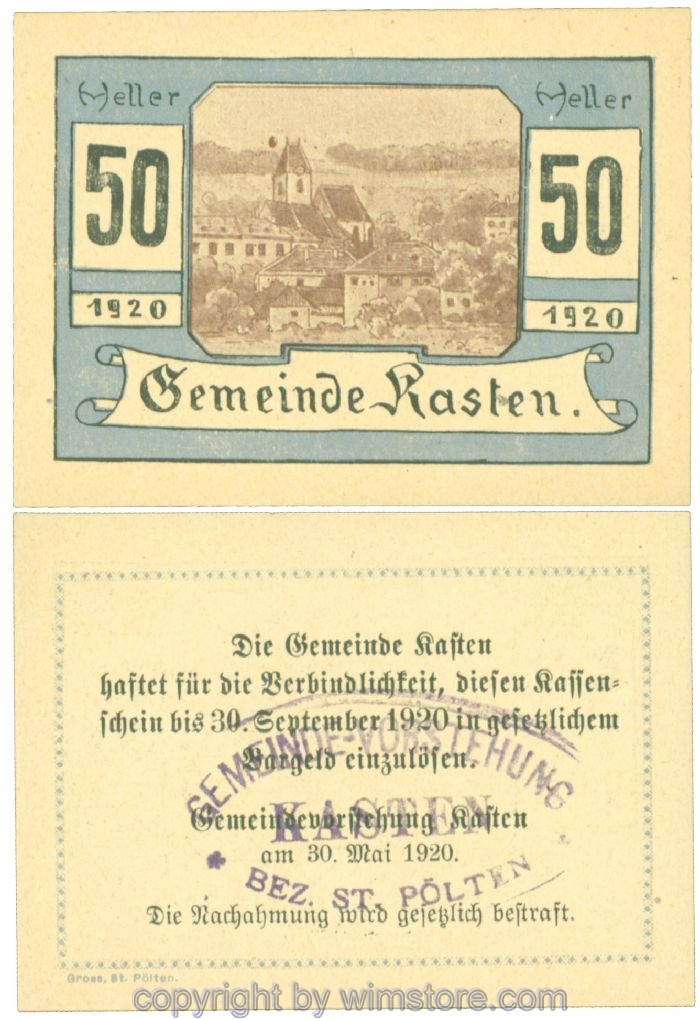 Heller Heller
50 50
1920 1920
Gemeinde Kasten.
Die Gemeinde Kasten
haftet für die Verbindlichkeit, diesen Kassen-
schein bis 30. September 1920 in gesetzlichem
Bargeld einzulösen.
GEMEINDE-VORSTEHUNG
Gemeindevorstehung Kasten
KASTEN
am 30. Mai 1920.
* BEZ. ST. PÖLTEN *
Die Nachahmung wird gesetzlich bestraft.
Gross, St. Pölten.
copyright by wimstore.com